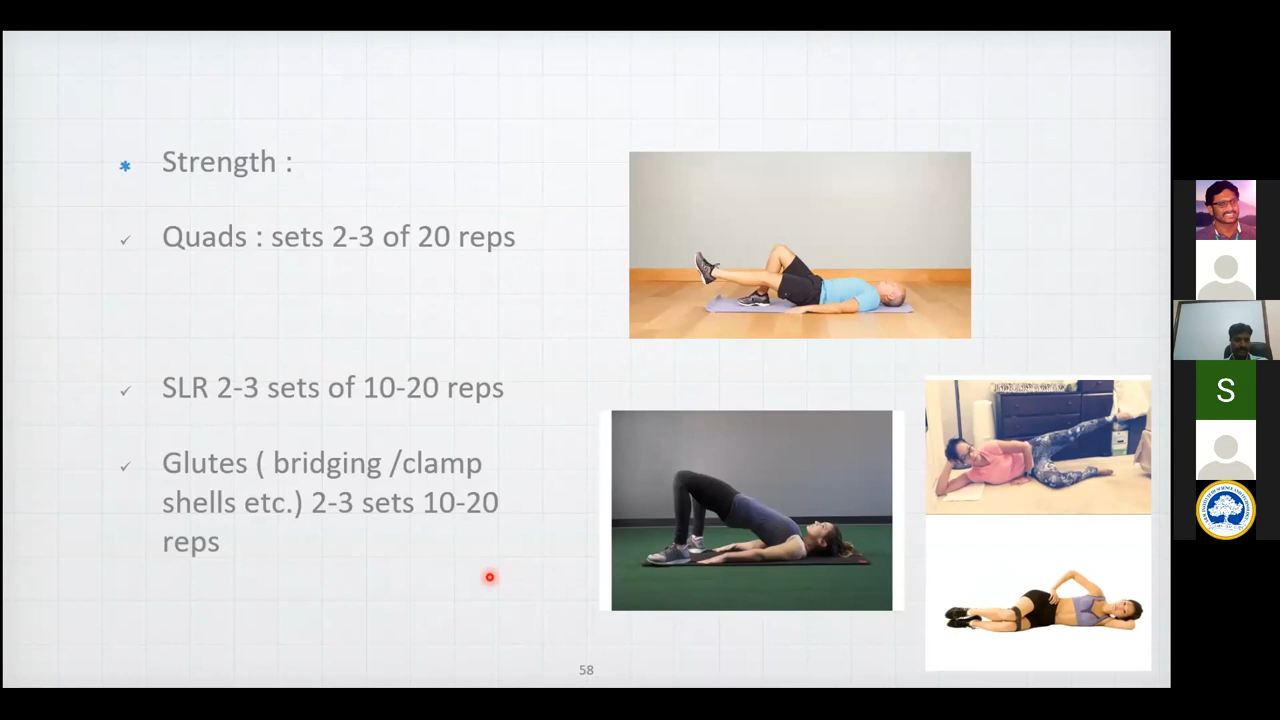 Strength :
Quads : sets 2-3 of 20 reps
SLR 2-3 sets of 10-20 reps
Glutes ( bridging /clamp
shells etc.) 2-3 sets 10-20
reps
58
S